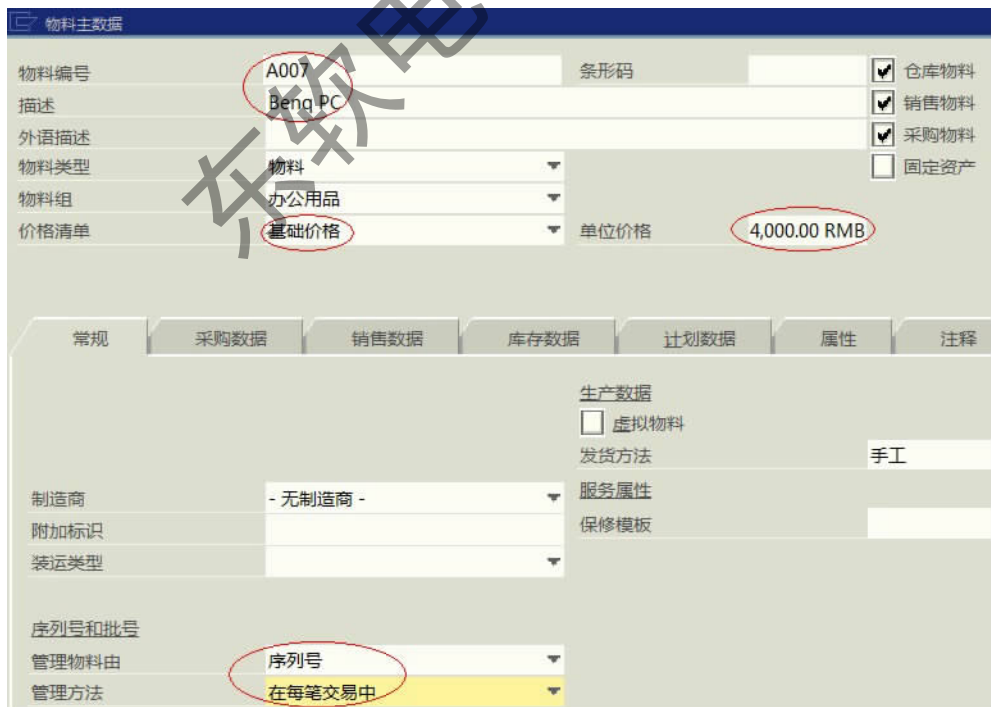 物料主数据
物料编号 A007 条形码 仓库物料
描述 Benq PC 销售物料
外语描述 采购物料
物料类型 物料 固定资产
物料组 办公用品
价格清单 基础价格 单位价格 4,000.00 RMB
常规 采购数据 销售数据 库存数据 计划数据 属性 注释
生产数据
虚拟物料
发货方法 手工
制造商 - 无制造商 - 服务属性
附加标识 保修模板
装运类型
序列号和批号
管理物料由 序列号
管理方法 在每笔交易中
东软电